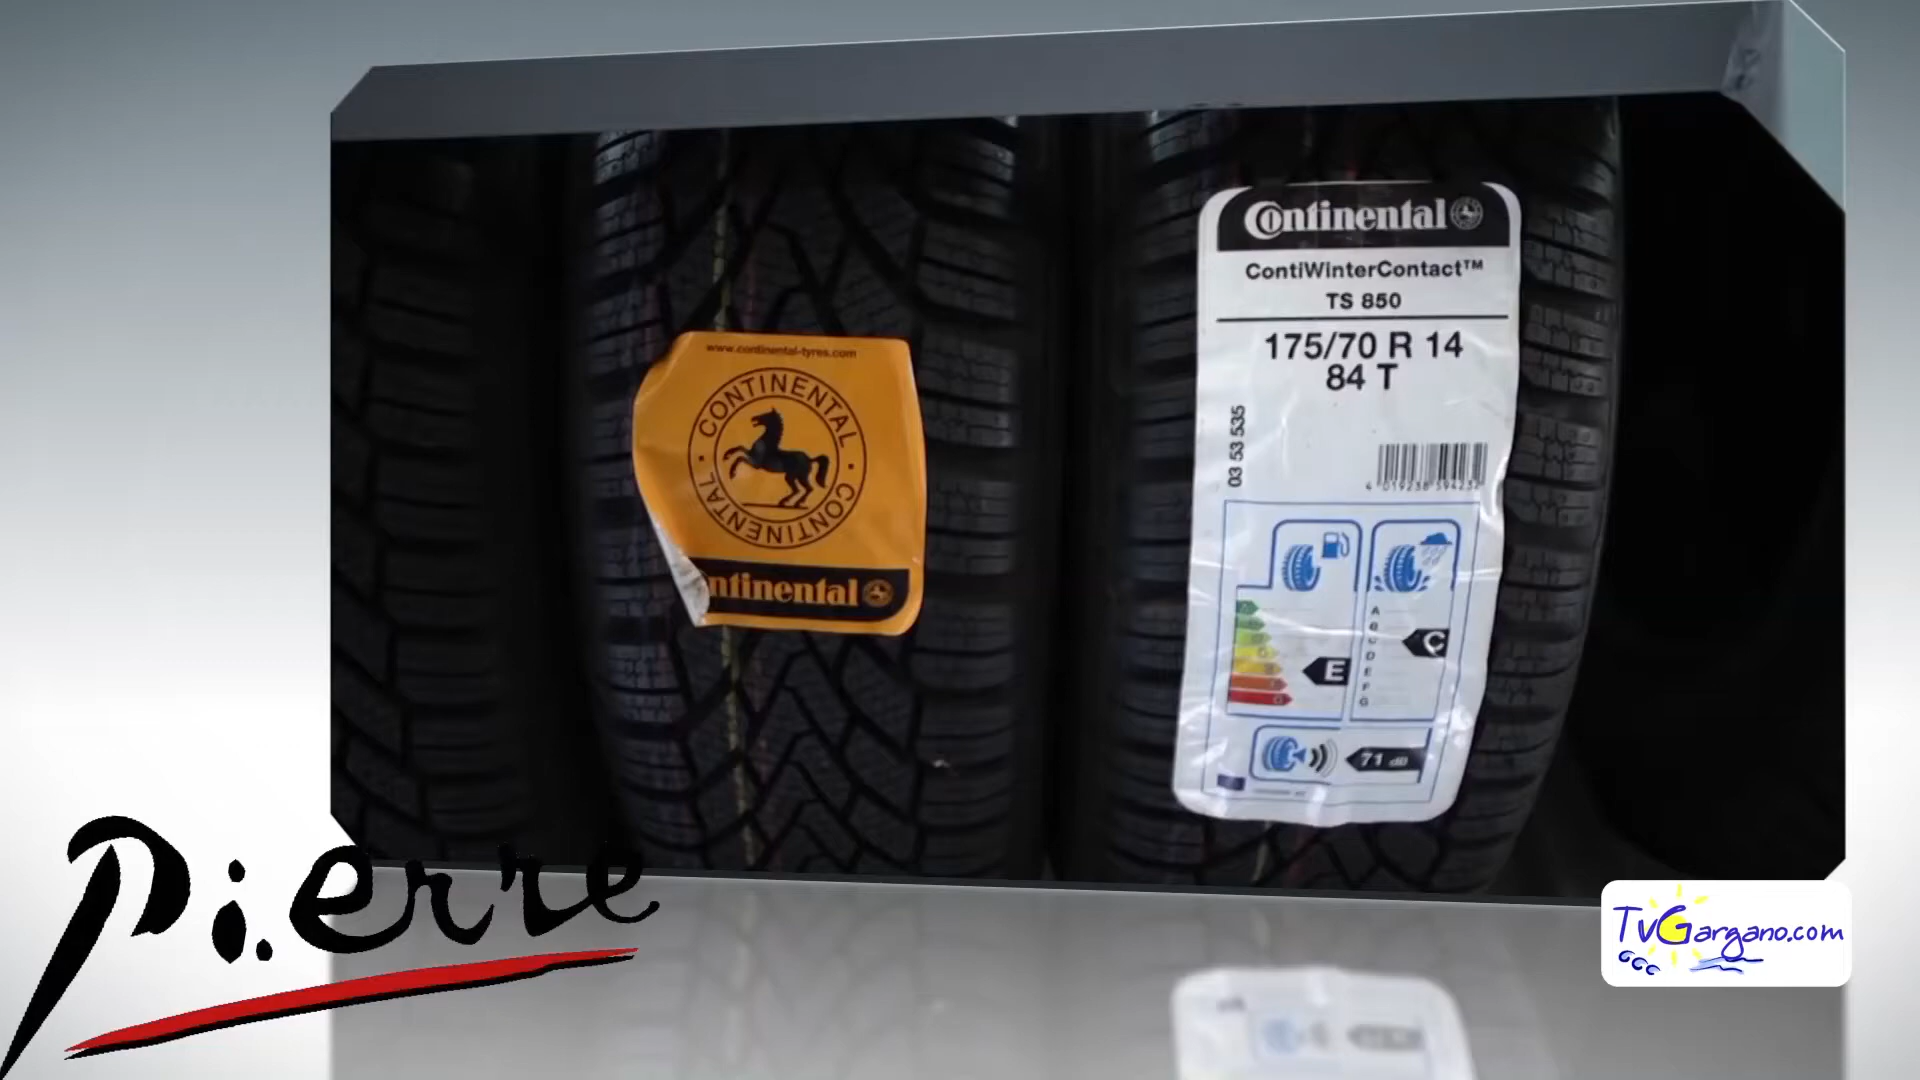 www.continental-tyres.com
CONTINENTAL · CONTINENTAL ·
ntinental
Continental
ContiWinterContact™
TS 850
175/70 R 14
84 T
03 53 535
A
B
C
D
E
F
G
E
C
71 dB
Pi.erre
TvGargano.com